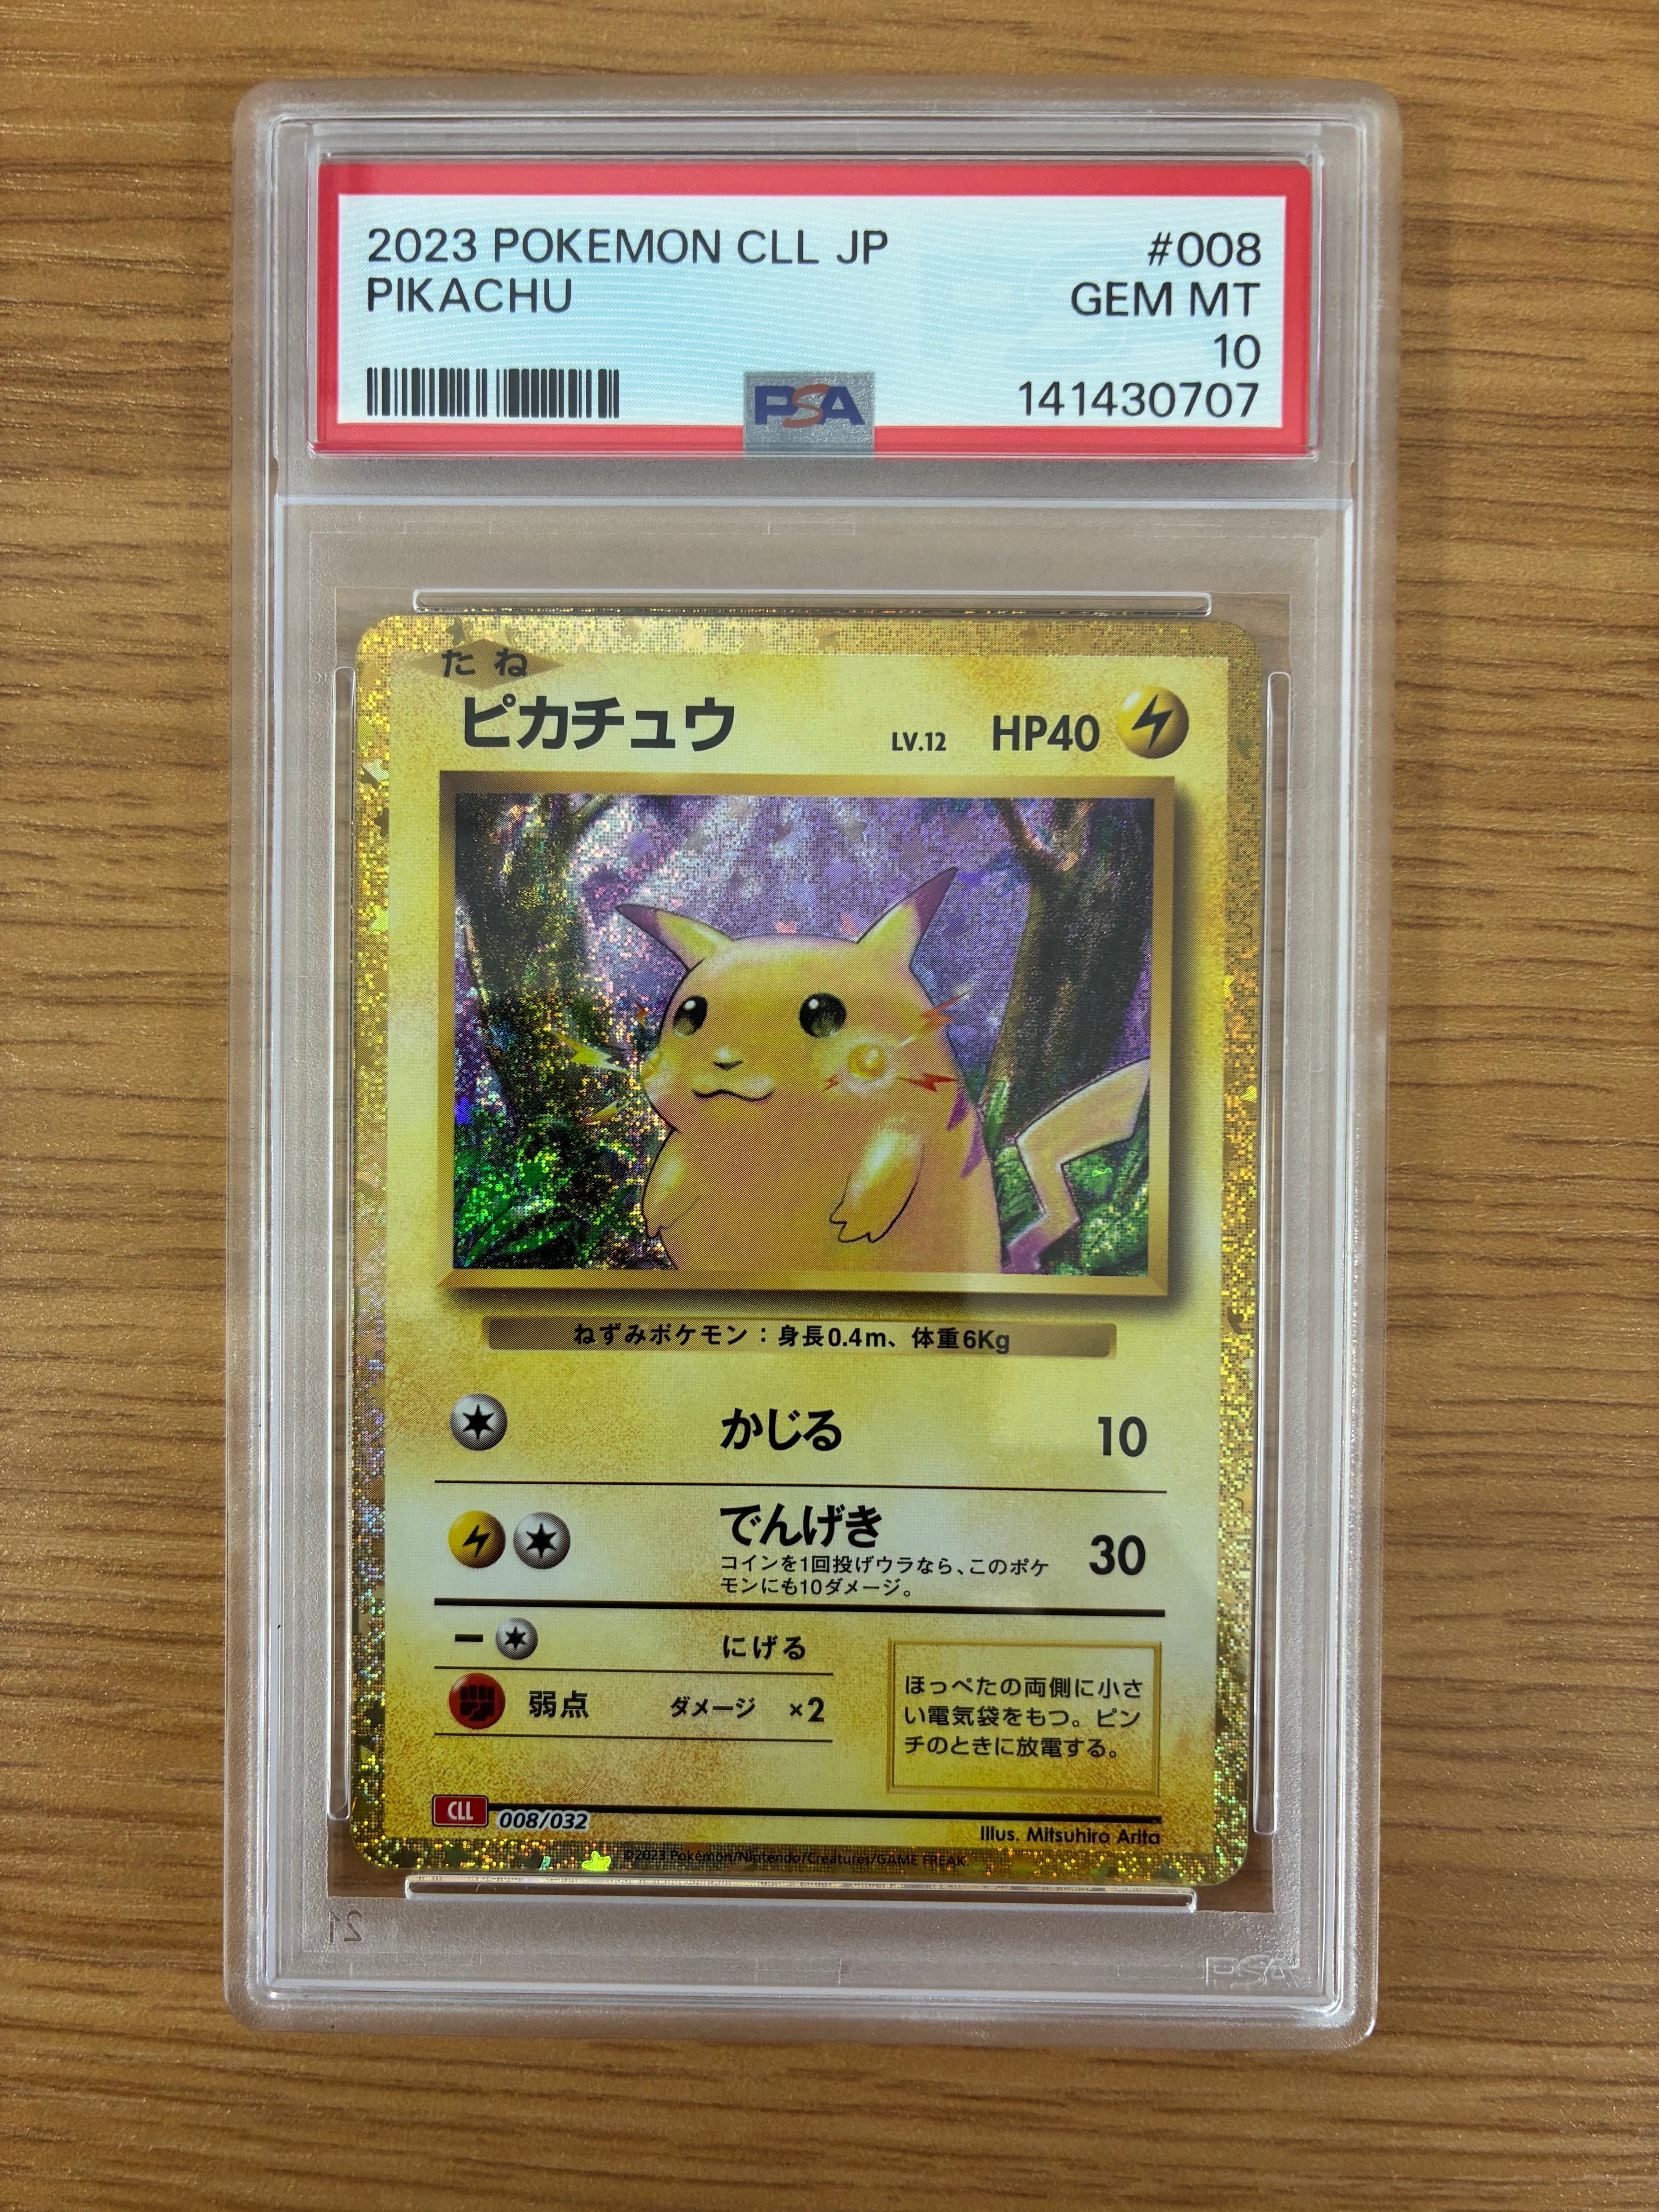 2023 POKEMON CLL JP #008
PIKACHU GEM MT
10
PSA 141430707
たね
ピカチュウ LV.12 HP40
ねずみポケモン：身長0.4m、体重6Kg
かじる 10
でんげき 30
コインを1回投げウラなら、このポケ
モンにも10ダメージ。
− にげる
弱点 ダメージ ×2
ほっぺたの両側に小さ
い電気袋をもつ。ピン
チのときに放電する。
CLL 008/032
Illus. Mitsuhiro Arita
©2023 Pokémon/Nintendo/Creatures/GAME FREAK.
21
PSA